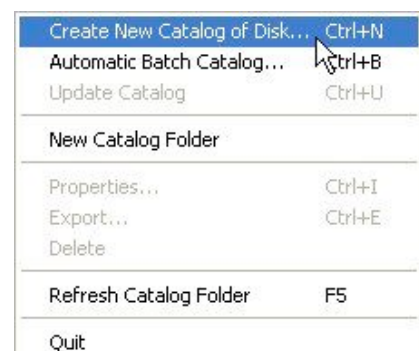 Create New Catalog of Disk... Ctrl+N
Automatic Batch Catalog... Ctrl+B
Update Catalog Ctrl+U
New Catalog Folder
Properties... Ctrl+I
Export... Ctrl+E
Delete
Refresh Catalog Folder F5
Quit